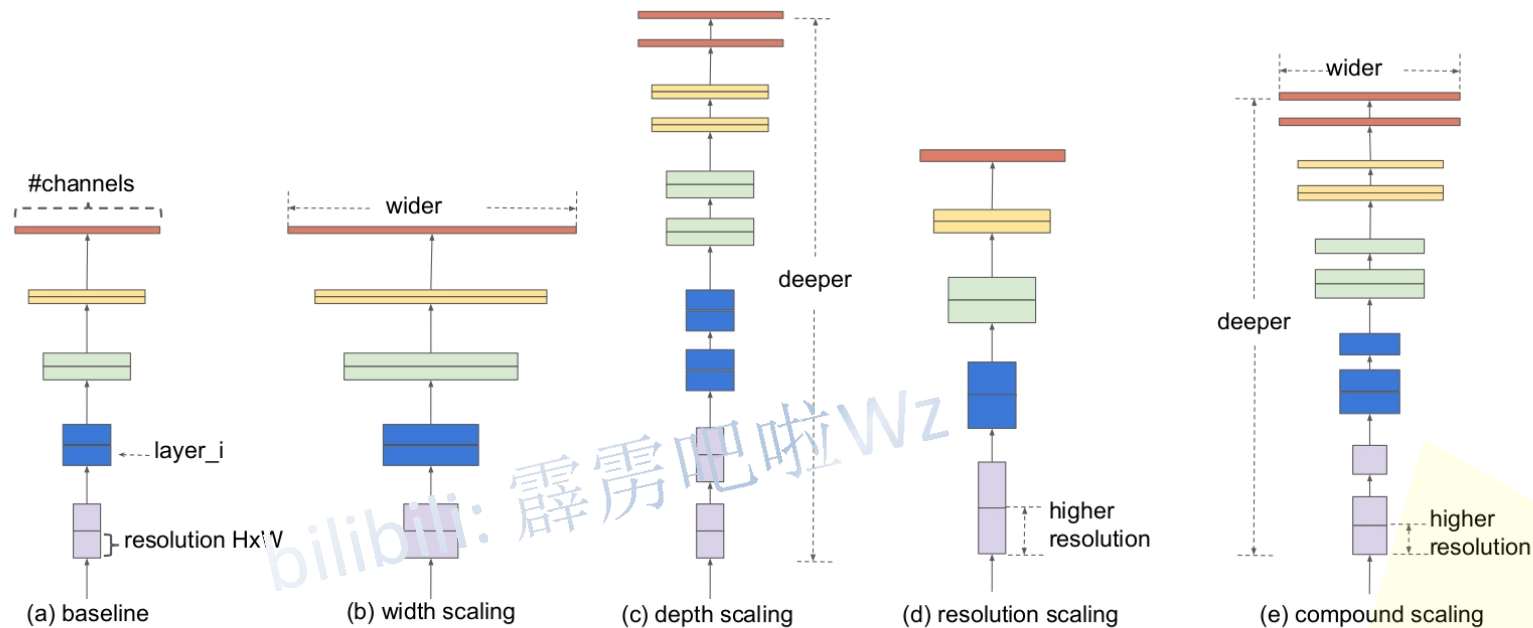 #channels
layer_i
resolution HxW
(a) baseline
wider
(b) width scaling
deeper
(c) depth scaling
higher
resolution
(d) resolution scaling
wider
deeper
higher
resolution
(e) compound scaling
bilibili: 霹雳吧啦Wz